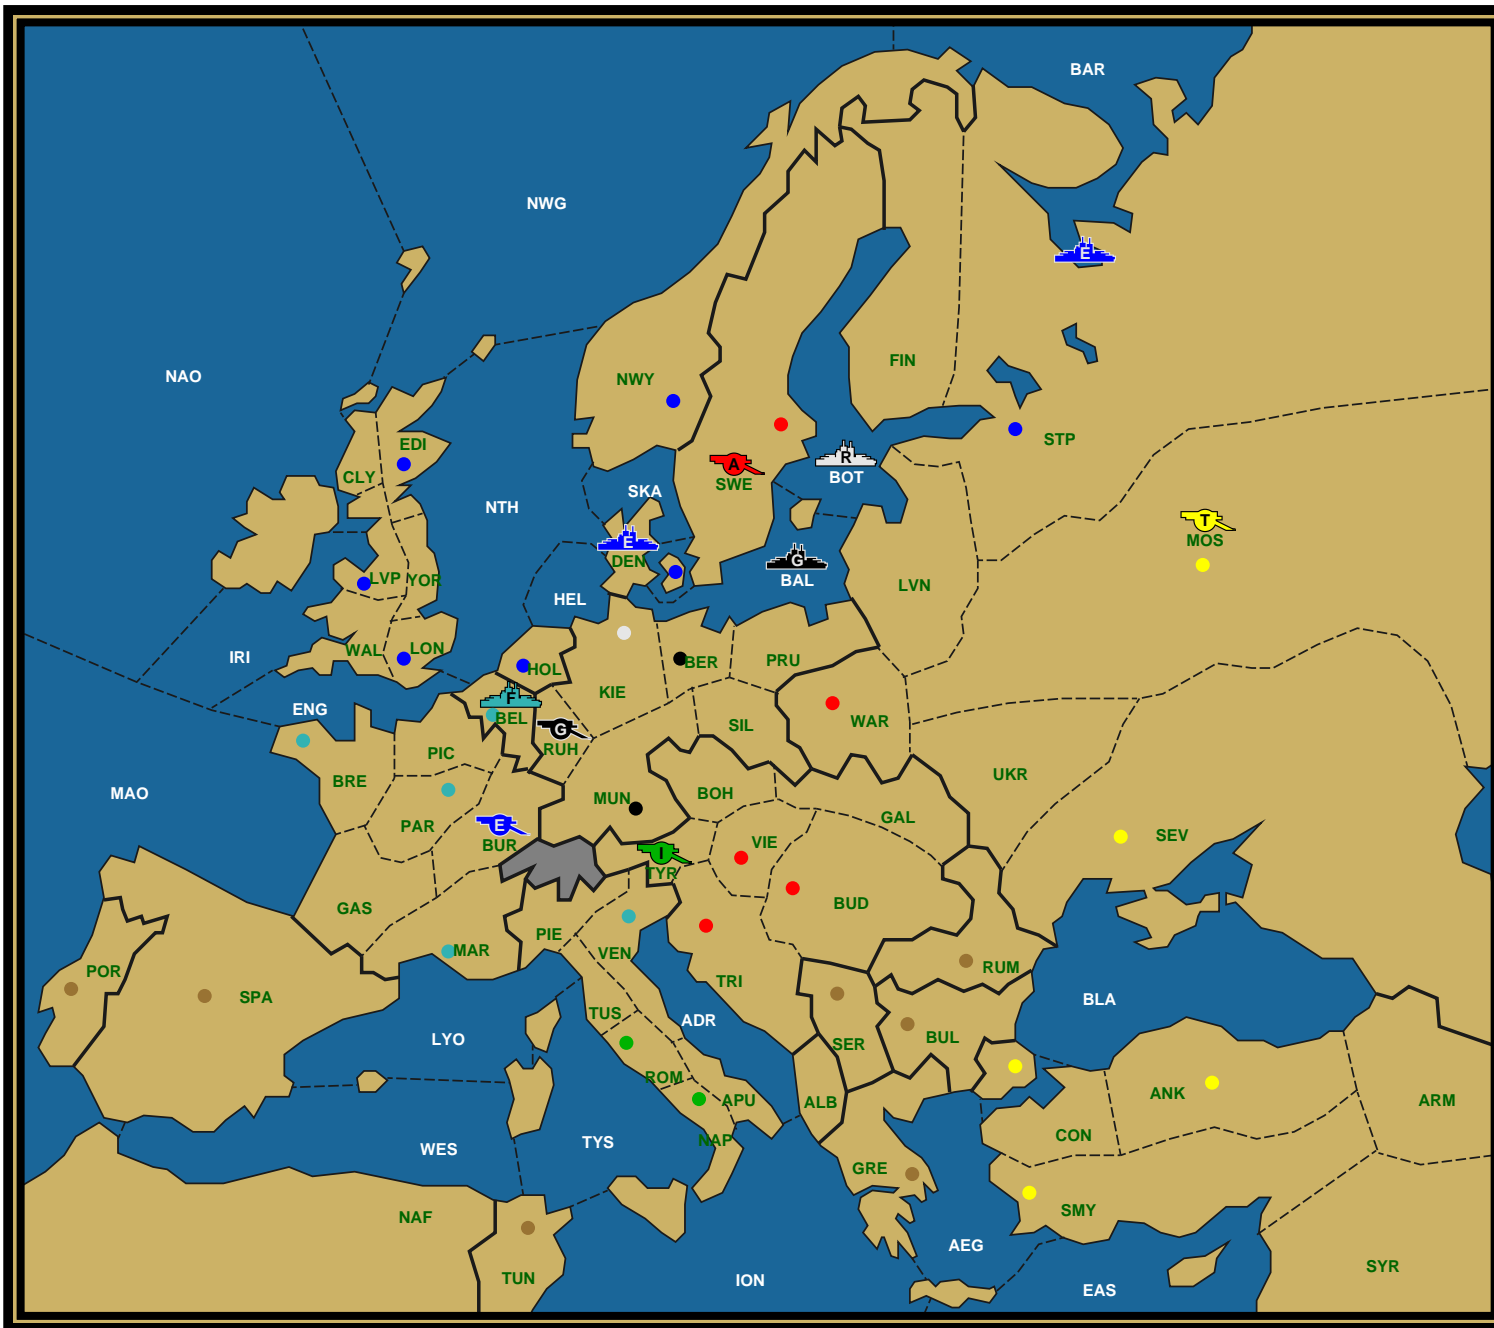 BAR
NWG
E
NAO
FIN
NWY
STP
EDI
CLY
R
BOT
A
SWE
SKA
NTH
T
MOS
E
DEN
G
BAL
LVP
YOR
LVN
HEL
IRI
WAL
LON
HOL
BER
PRU
KIE
ENG
F
BEL
G
RUH
SIL
WAR
PIC
BRE
UKR
MAO
MUN
BOH
PAR
GAL
E
BUR
VIE
SEV
I
TYR
GAS
BUD
PIE
VEN
MAR
POR
SPA
TRI
RUM
BLA
TUS
ADR
LYO
SER
BUL
ROM
APU
ALB
ANK
ARM
NAP
CON
WES
TYS
GRE
SMY
NAF
AEG
SYR
TUN
ION
EAS